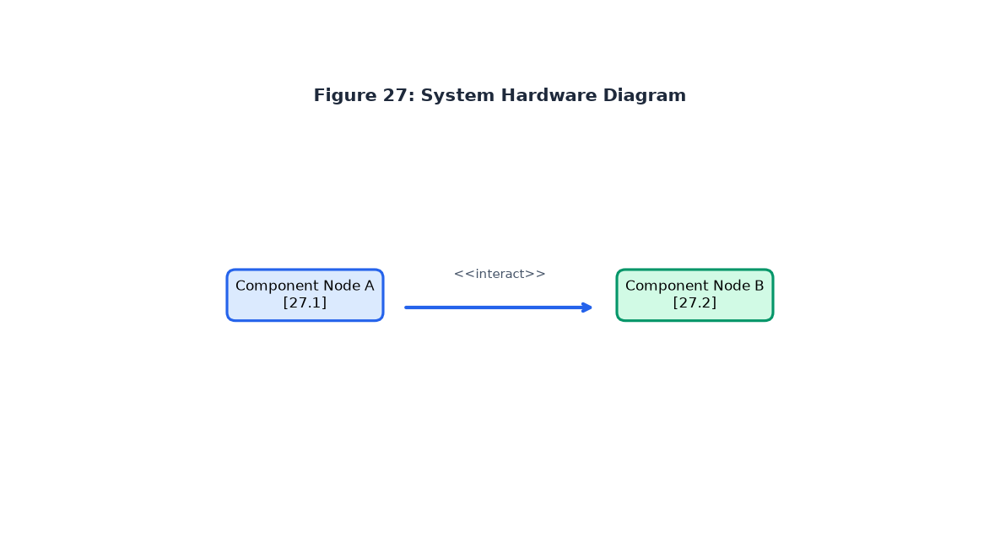 Figure 27: System Hardware Diagram
Component Node A
[27.1]
<<interact>>
Component Node B
[27.2]